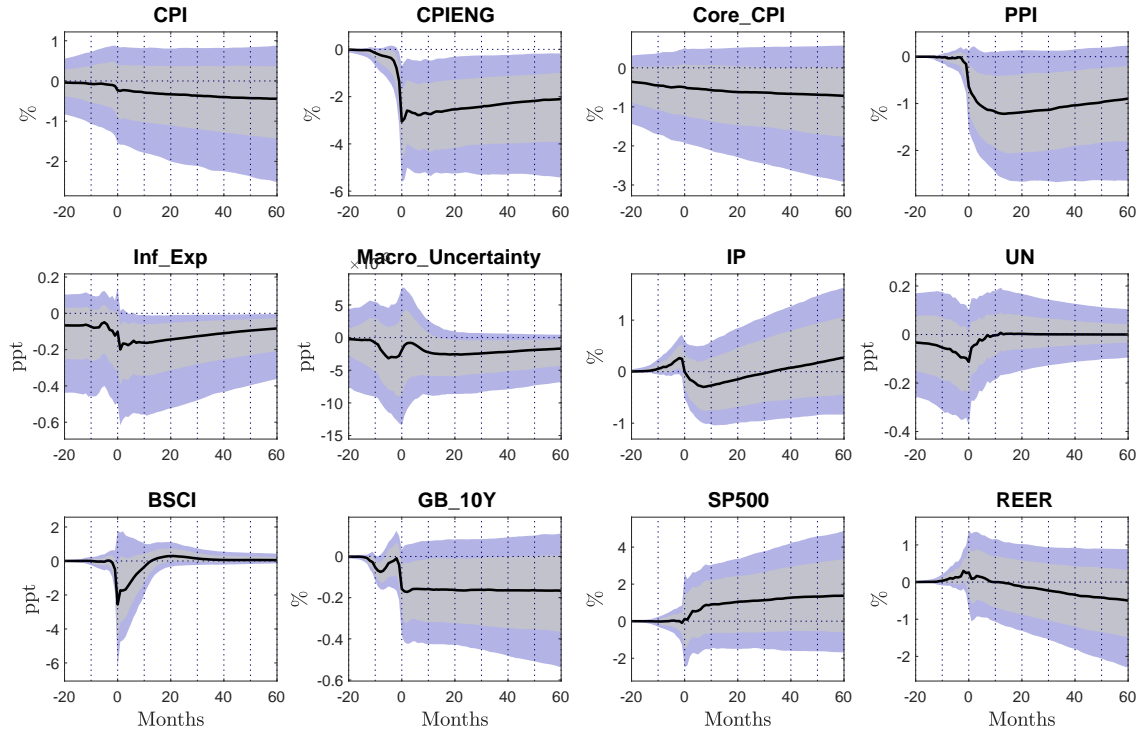 CPI CPIENG Core_CPI PPI
1 0 -1 -2 % -20 0 20 40 60
0 -2 -4 -6 % -20 0 20 40 60
0 -1 -2 -3 % -20 0 20 40 60
0 -1 -2 % -20 0 20 40 60
Inf_Exp Macro_Uncertainty IP UN
0.2 0 -0.2 -0.4 -0.6 ppt -20 0 20 40 60
5 0 -5 -10 -15 ppt -20 0 20 40 60
1 0 -1 % -20 0 20 40 60
0.2 0 -0.2 -0.4 ppt -20 0 20 40 60
BSCI GB_10Y SP500 REER
2 0 -2 -4 -6 ppt -20 0 20 40 60 Months
0 -0.2 -0.4 -0.6 % -20 0 20 40 60 Months
4 2 0 -2 % -20 0 20 40 60 Months
1 0 -1 -2 % -20 0 20 40 60 Months